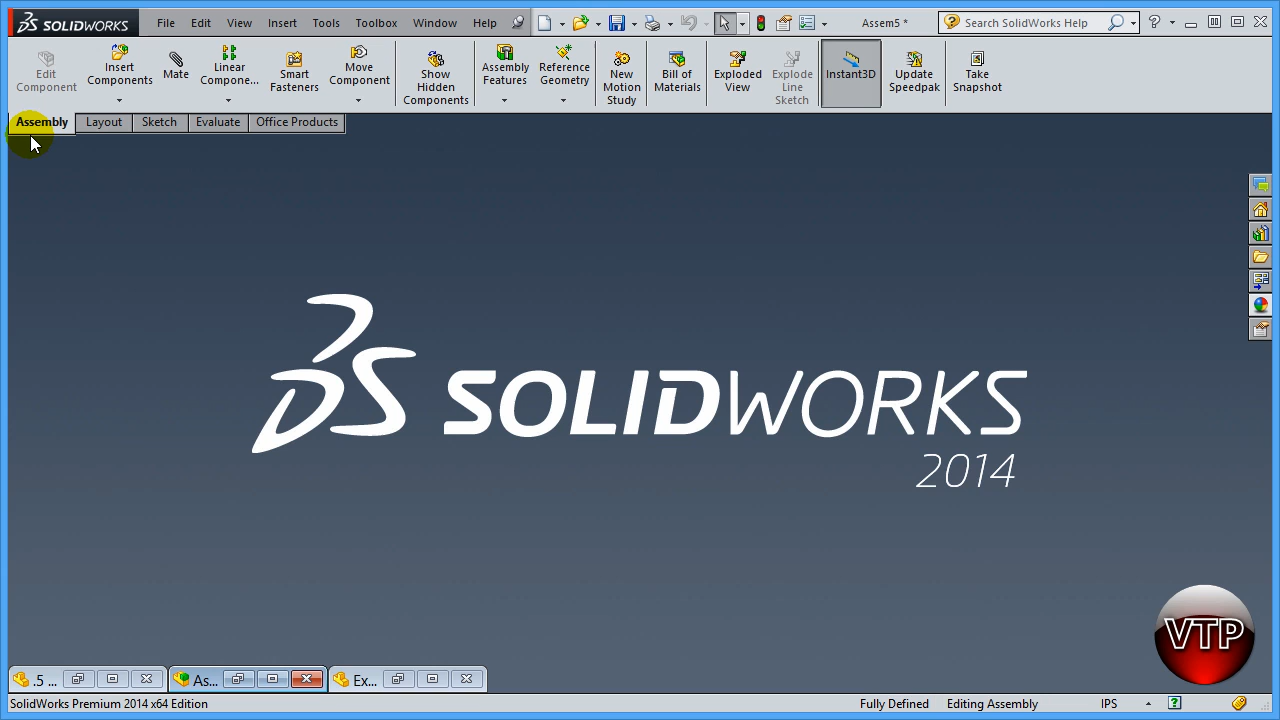 SOLIDWORKS File Edit View Insert Tools Toolbox Window Help Assem5 * Search SolidWorks Help
Edit Component
Insert Components
Mate
Linear Compone...
Smart Fasteners
Move Component
Show Hidden Components
Assembly Features
Reference Geometry
New Motion Study
Bill of Materials
Exploded View
Explode Line Sketch
Instant3D
Update Speedpak
Take Snapshot
Assembly Layout Sketch Evaluate Office Products
SOLIDWORKS
2014
VTP
.5 ... As... Ex...
SolidWorks Premium 2014 x64 Edition Fully Defined Editing Assembly IPS